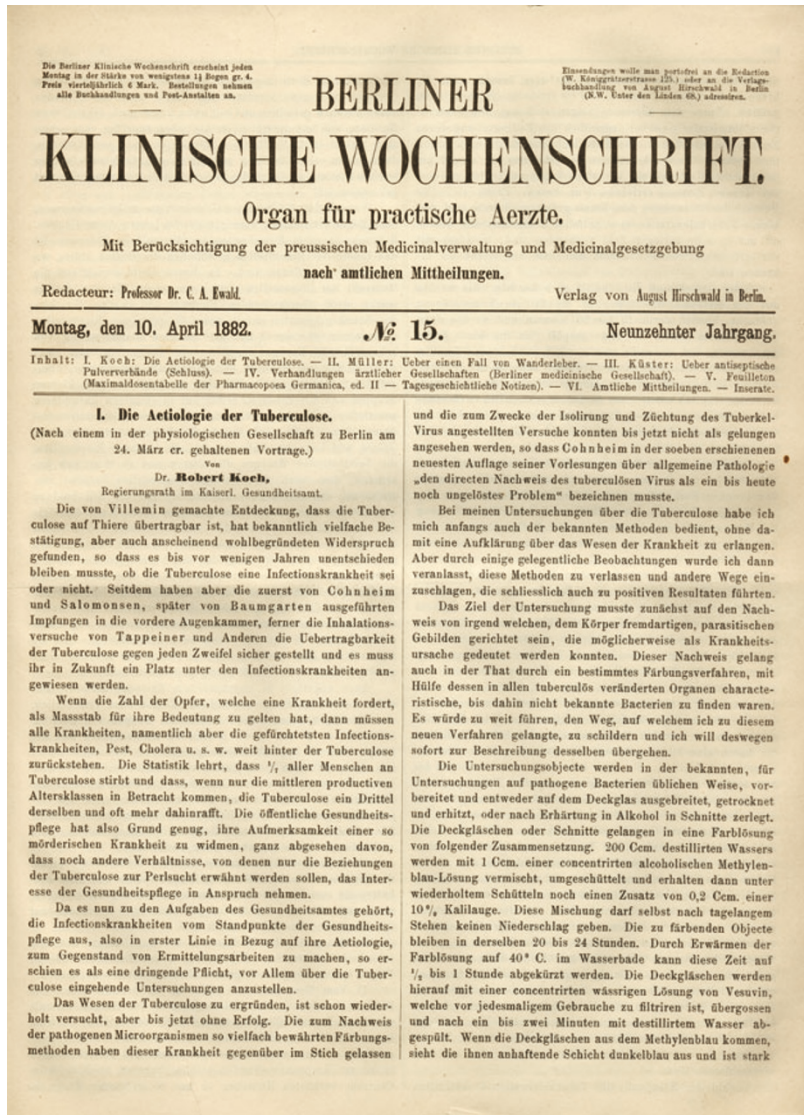 Die Berliner Klinische Wochenschrift erscheint jeden
Montag in der Stärke von wenigstens 1½ Bogen gr. 4.
Preis vierteljährlich 6 Mark. Bestellungen nehmen
alle Buchhandlungen und Post-Anstalten an.
Einsendungen wolle man portofrei an die Redaction
(W. Königgrätzerstrasse 125.) oder an die Verlags-
buchhandlung von August Hirschwald in Berlin
(N.W. Unter den Linden 68.) adressiren.
BERLINER
KLINISCHE WOCHENSCHRIFT.
Organ für practische Aerzte.
Mit Berücksichtigung der preussischen Medicinalverwaltung und Medicinalgesetzgebung
nach amtlichen Mittheilungen.
Redacteur: Professor Dr. C. A. Ewald.
Verlag von August Hirschwald in Berlin.
Montag, den 10. April 1882.
№ 15.
Neunzehnter Jahrgang.
Inhalt: I. Koch: Die Aetiologie der Tuberculose. — II. Müller: Ueber einen Fall von Wanderleber. — III. Küster: Ueber antiseptische
Pulververbände (Schluss). — IV. Verhandlungen ärztlicher Gesellschaften (Berliner medicinische Gesellschaft). — V. Feuilleton
(Maximaldosentabelle der Pharmacopoea Germanica, ed. II — Tagesgeschichtliche Notizen). — VI. Amtliche Mittheilungen. — Inserate.
I. Die Aetiologie der Tuberculose.
(Nach einem in der physiologischen Gesellschaft zu Berlin am
24. März cr. gehaltenen Vortrage.)
Von
Dr. Robert Koch,
Regierungsrath im Kaiserl. Gesundheitsamt.
Die von Villemin gemachte Entdeckung, dass die Tuber-
culose auf Thiere übertragbar ist, hat bekanntlich vielfache Be-
stätigung, aber auch anscheinend wohlbegründeten Widerspruch
gefunden, so dass es bis vor wenigen Jahren unentschieden
bleiben musste, ob die Tuberculose eine Infectionskrankheit sei
oder nicht. Seitdem haben aber die zuerst von Cohnheim
und Salomonsen, später von Baumgarten ausgeführten
Impfungen in die vordere Augenkammer, ferner die Inhalations-
versuche von Tappeiner und Anderen die Uebertragbarkeit
der Tuberculose gegen jeden Zweifel sicher gestellt und es muss
ihr in Zukunft ein Platz unter den Infectionskrankheiten an-
gewiesen werden.
Wenn die Zahl der Opfer, welche eine Krankheit fordert,
als Massstab für ihre Bedeutung zu gelten hat, dann müssen
alle Krankheiten, namentlich aber die gefürchtetsten Infections-
krankheiten, Pest, Cholera u. s. w. weit hinter der Tuberculose
zurückstehen. Die Statistik lehrt, dass ¹/₇ aller Menschen an
Tuberculose stirbt und dass, wenn nur die mittleren productiven
Altersklassen in Betracht kommen, die Tuberculose ein Drittel
derselben und oft mehr dahinrafft. Die öffentliche Gesundheits-
pflege hat also Grund genug, ihre Aufmerksamkeit einer so
mörderischen Krankheit zu widmen, ganz abgesehen davon,
dass noch andere Verhältnisse, von denen nur die Beziehungen
der Tuberculose zur Perlsucht erwähnt werden sollen, das Inter-
esse der Gesundheitspflege in Anspruch nehmen.
Da es nun zu den Aufgaben des Gesundheitsamtes gehört,
die Infectionskrankheiten vom Standpunkte der Gesundheits-
pflege aus, also in erster Linie in Bezug auf ihre Aetiologie,
zum Gegenstand von Ermittelungsarbeiten zu machen, so er-
schien es als eine dringende Pflicht, vor Allem über die Tuber-
culose eingehende Untersuchungen anzustellen.
Das Wesen der Tuberculose zu ergründen, ist schon wieder-
holt versucht, aber bis jetzt ohne Erfolg. Die zum Nachweis
der pathogenen Microorganismen so vielfach bewährten Färbungs-
methoden haben dieser Krankheit gegenüber im Stich gelassen
und die zum Zwecke der Isolirung und Züchtung des Tuberkel-
Virus angestellten Versuche konnten bis jetzt nicht als gelungen
angesehen werden, so dass Cohnheim in der soeben erschienenen
neuesten Auflage seiner Vorlesungen über allgemeine Pathologie
„den directen Nachweis des tuberculösen Virus als ein bis heute
noch ungelöstes Problem“ bezeichnen musste.
Bei meinen Untersuchungen über die Tuberculose habe ich
mich anfangs auch der bekannten Methoden bedient, ohne da-
mit eine Aufklärung über das Wesen der Krankheit zu erlangen.
Aber durch einige gelegentliche Beobachtungen wurde ich dann
veranlasst, diese Methoden zu verlassen und andere Wege ein-
zuschlagen, die schliesslich auch zu positiven Resultaten führten.
Das Ziel der Untersuchung musste zunächst auf den Nach-
weis von irgend welchen, dem Körper fremdartigen, parasitischen
Gebilden gerichtet sein, die möglicherweise als Krankheits-
ursache gedeutet werden konnten. Dieser Nachweis gelang
auch in der That durch ein bestimmtes Färbungsverfahren, mit
Hülfe dessen in allen tuberculös veränderten Organen characte-
ristische, bis dahin nicht bekannte Bacterien zu finden waren.
Es würde zu weit führen, den Weg, auf welchem ich zu diesem
neuen Verfahren gelangte, zu schildern und ich will deswegen
sofort zur Beschreibung desselben übergehen.
Die Untersuchungsobjecte werden in der bekannten, für
Untersuchungen auf pathogene Bacterien üblichen Weise, vor-
bereitet und entweder auf dem Deckglas ausgebreitet, getrocknet
und erhitzt, oder nach Erhärtung in Alkohol in Schnitte zerlegt.
Die Deckgläschen oder Schnitte gelangen in eine Farblösung
von folgender Zusammensetzung. 200 Ccm. destillirten Wassers
werden mit 1 Ccm. einer concentrirten alcoholischen Methylen-
blau-Lösung vermischt, umgeschüttelt und erhalten dann unter
wiederholtem Schütteln noch einen Zusatz von 0,2 Ccm. einer
10% Kalilauge. Diese Mischung darf selbst nach tagelangem
Stehen keinen Niederschlag geben. Die zu färbenden Objecte
bleiben in derselben 20 bis 24 Stunden. Durch Erwärmen der
Farblösung auf 40° C. im Wasserbade kann diese Zeit auf
½ bis 1 Stunde abgekürzt werden. Die Deckgläschen werden
hierauf mit einer concentrirten wässrigen Lösung von Vesuvin,
welche vor jedesmaligem Gebrauche zu filtriren ist, übergossen
und nach ein bis zwei Minuten mit destillirtem Wasser ab-
gespült. Wenn die Deckgläschen aus dem Methylenblau kommen,
sieht die ihnen anhaftende Schicht dunkelblau aus und ist stark